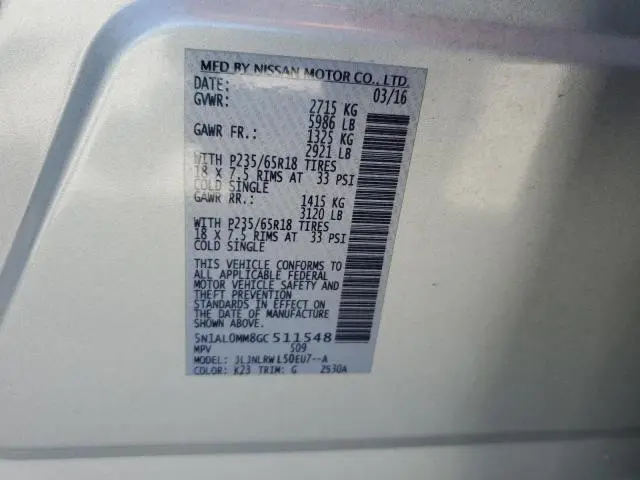 MFD BY NISSAN MOTOR CO., LTD.
DATE: 03/16
GVWR: 2715 KG
5986 LB
GAWR FR.: 1325 KG
2921 LB
WITH P235/65R18 TIRES
18 X 7.5 RIMS AT 33 PSI
COLD SINGLE
GAWR RR.: 1415 KG
3120 LB
WITH P235/65R18 TIRES
18 X 7.5 RIMS AT 33 PSI
COLD SINGLE
THIS VEHICLE CONFORMS TO
ALL APPLICABLE FEDERAL
MOTOR VEHICLE SAFETY AND
THEFT PREVENTION
STANDARDS IN EFFECT ON
THE DATE OF MANUFACTURE
SHOWN ABOVE.
5N1AL0MM8GC511548
MPV 509
MODEL: JLJNLRWL50EU7--A
COLOR: K23 TRIM: G 2530A